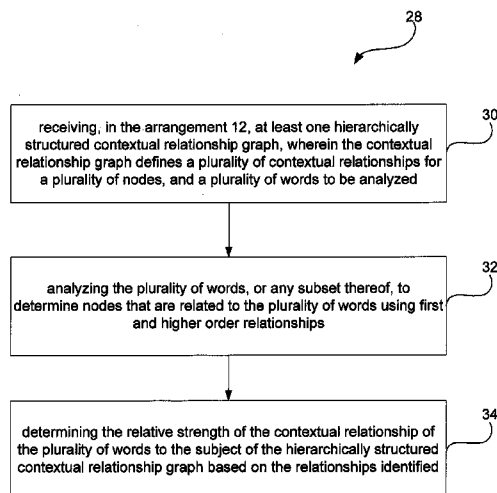 28
30
receiving, in the arrangement 12, at least one hierarchically
structured contextual relationship graph, wherein the contextual
relationship graph defines a plurality of contextual relationships for
a plurality of nodes, and a plurality of words to be analyzed
32
analyzing the plurality of words, or any subset thereof, to
determine nodes that are related to the plurality of words using first
and higher order relationships
34
determining the relative strength of the contextual relationship of
the plurality of words to the subject of the hierarchically structured
contextual relationship graph based on the relationships identified